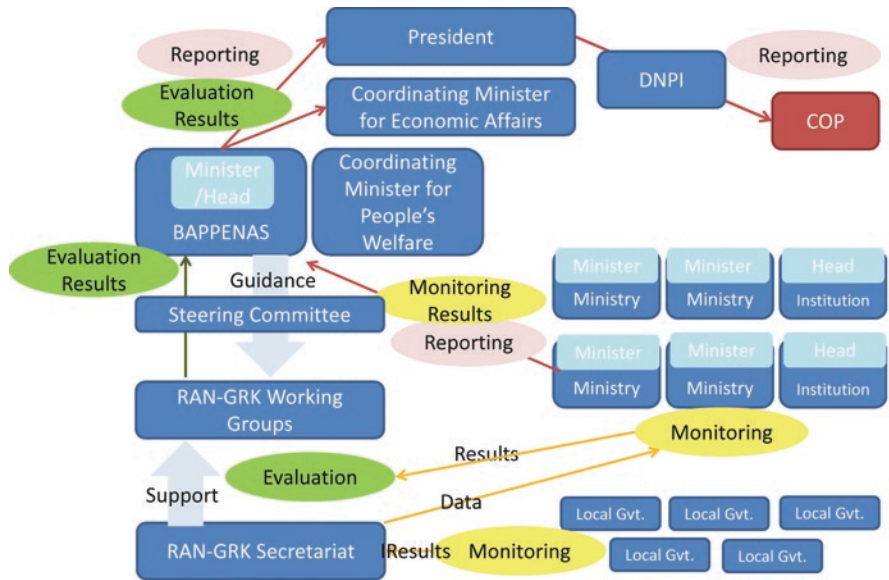 Reporting
President
Reporting
DNPI
Evaluation
Results
Coordinating Minister
for Economic Affairs
COP
Minister
/Head
BAPPENAS
Coordinating
Minister for
People's
Welfare
Evaluation
Results
Guidance
Monitoring
Results
Minister
Ministry
Minister
Ministry
Head
Institution
Steering Committee
Reporting
Minister
Ministry
Minister
Ministry
Head
Institution
RAN-GRK Working
Groups
Monitoring
Results
Evaluation
Support
Data
Local Gvt.
Local Gvt.
Local Gvt.
RAN-GRK Secretariat
IResults
Monitoring
Local Gvt.
Local Gvt.